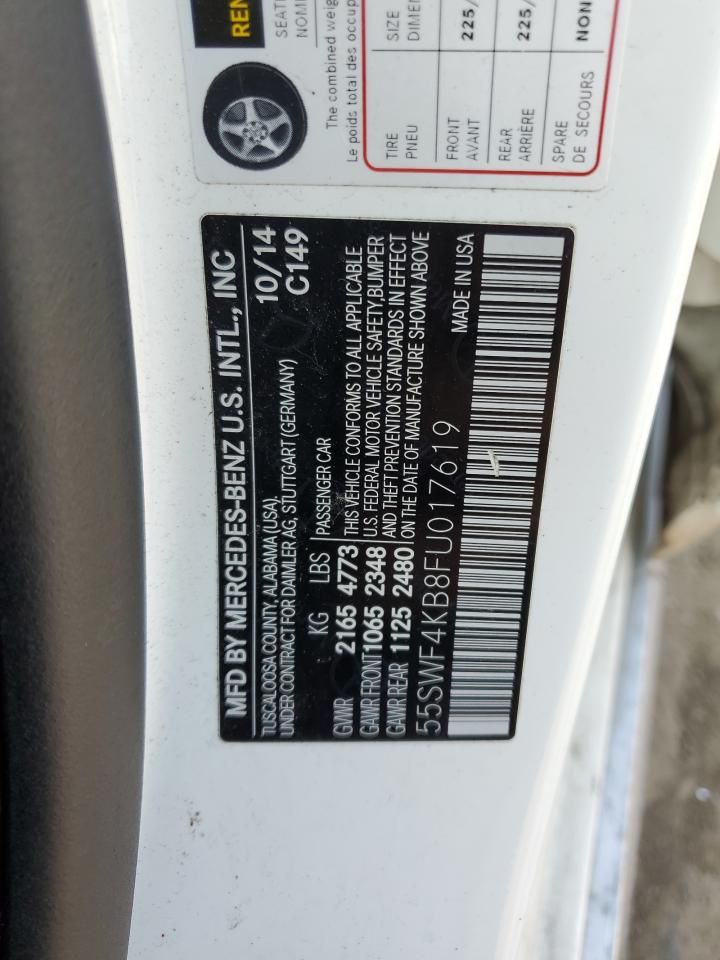 REN
SEATI
NOMB
The combined weig
Le poids total des occup
TIRE SIZE
PNEU DIMEN
FRONT 225/
AVANT
REAR 225/
ARRIÈRE
SPARE NON
DE SECOURS
MFD BY MERCEDES-BENZ U.S. INTL., INC
TUSCALOOSA COUNTY, ALABAMA (USA) 10/14
UNDER CONTRACT FOR DAIMLER AG, STUTTGART (GERMANY) C149
KG LBS PASSENGER CAR
GVWR 2165 4773 THIS VEHICLE CONFORMS TO ALL APPLICABLE
GAWR FRONT 1065 2348 U.S. FEDERAL MOTOR VEHICLE SAFETY,BUMPER
GAWR REAR 1125 2480 AND THEFT PREVENTION STANDARDS IN EFFECT
ON THE DATE OF MANUFACTURE SHOWN ABOVE
55SWF4KB8FU017619 MADE IN USA